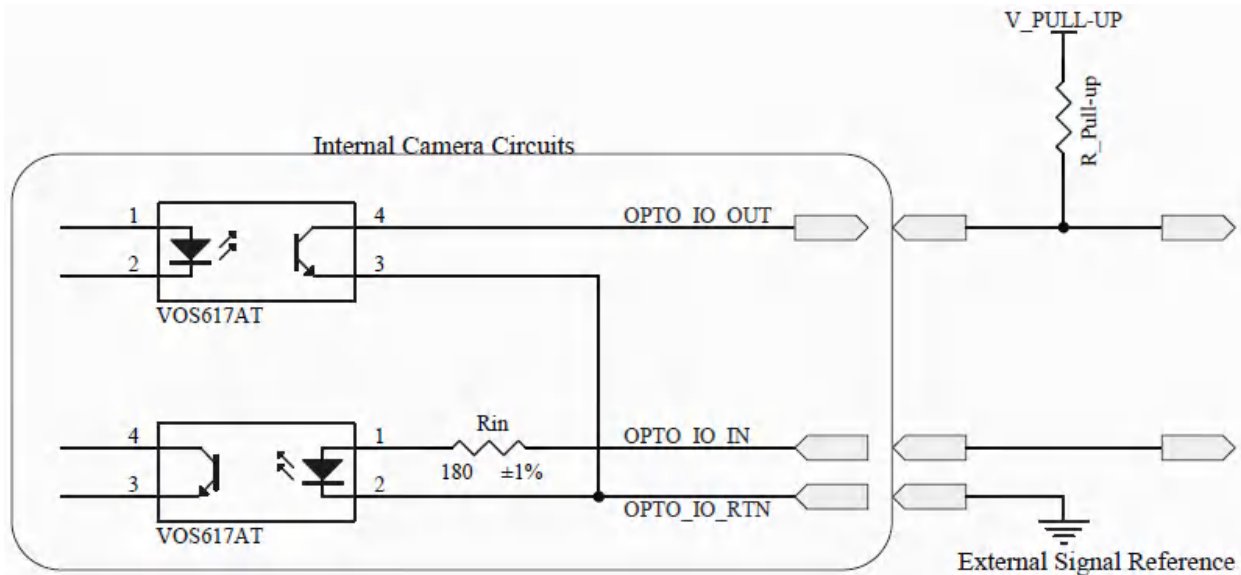 V_PULL-UP
R_Pull-up
Internal Camera Circuits
1
4
OPTO_IO_OUT
2
3
VOS617AT
4
1
Rin
OPTO_IO_IN
180 ±1%
3
2
OPTO_IO_RTN
VOS617AT
External Signal Reference